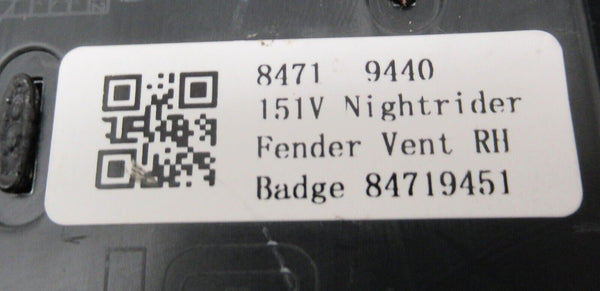 8471 9440
151V Nightrider
Fender Vent RH
Badge 84719451